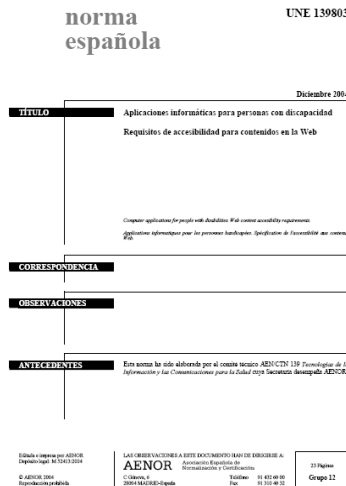 norma
española
UNE 139803
Diciembre 200
TÍTULO
Aplicaciones informáticas para personas con discapacidad
Requisitos de accesibilidad para contenidos en la Web
Computer applications for people with disabilities. Web content accessibility requirements.
Applications informatiques pour les personnes handicapées. Spécification de l'accessibilité aux contenu
Web.
CORRESPONDENCIA
OBSERVACIONES
ANTECEDENTES
Esta norma ha sido elaborada por el comité técnico AEN/CTN 139 Tecnologías de l
Información y las Comunicaciones para la Salud cuya Secretaría desempeña AENOR
Editada e impresa por AENOR
Depósito legal: M 52413:2004
LAS OBSERVACIONES A ESTE DOCUMENTO HAN DE DIRIGIRSE A:
AENOR Asociación Española de
Normalización y Certificación
23 Páginas
© AENOR 2004
Reproducción prohibida
C Génova, 6
28004 MADRID-España
Teléfono 91 432 60 00
Fax 91 310 40 32
Grupo 12